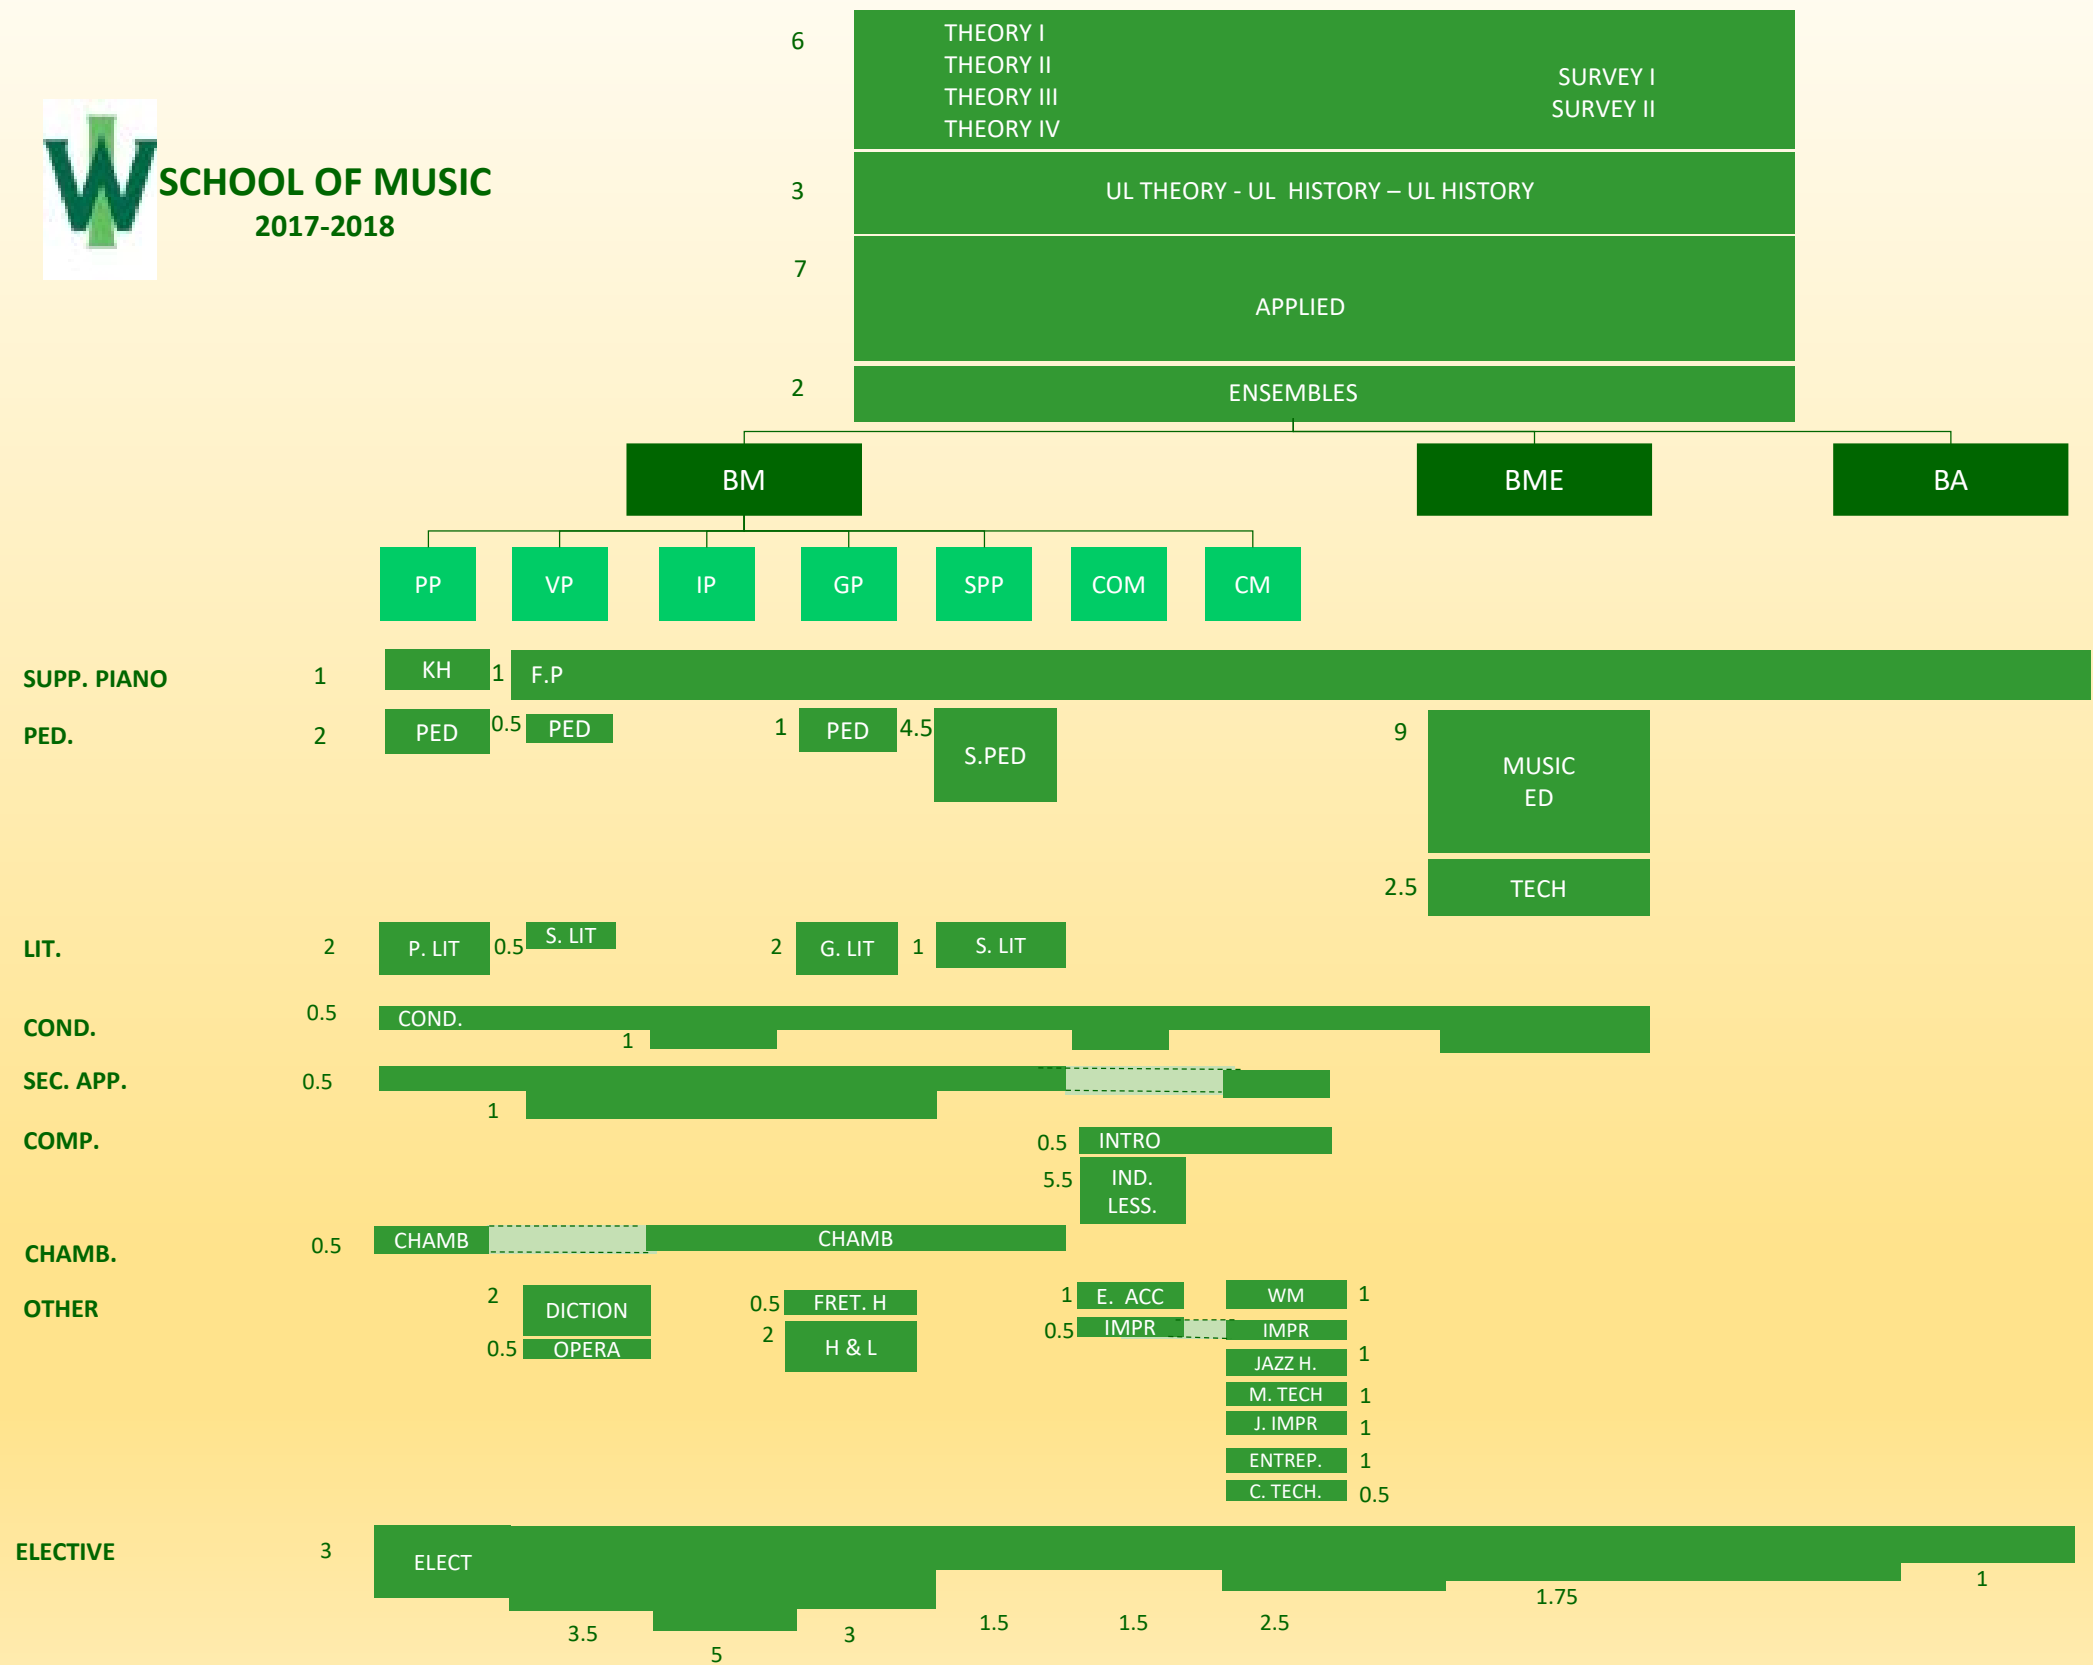 6
THEORY I
THEORY II
THEORY III
THEORY IV
SURVEY I
SURVEY II
IW
SCHOOL OF MUSIC
2017-2018
3
UL THEORY - UL HISTORY – UL HISTORY
7
APPLIED
2
ENSEMBLES
BM
BME
BA
PP
VP
IP
GP
SPP
COM
CM
SUPP. PIANO
1
KH
1
F.P
PED.
2
PED
0.5
PED
1
PED
4.5
S.PED
9
MUSIC
ED
2.5
TECH
LIT.
2
P. LIT
0.5
S. LIT
2
G. LIT
1
S. LIT
COND.
0.5
COND.
1
SEC. APP.
0.5
1
COMP.
0.5
INTRO
5.5
IND.
LESS.
CHAMB.
0.5
CHAMB
CHAMB
OTHER
2
DICTION
0.5
OPERA
0.5
FRET. H
2
H & L
1
E. ACC
0.5
IMPR
WM
1
IMPR
JAZZ H.
1
M. TECH
1
J. IMPR
1
ENTREP.
1
C. TECH.
0.5
ELECTIVE
3
ELECT
3.5
5
3
1.5
1.5
2.5
1.75
1